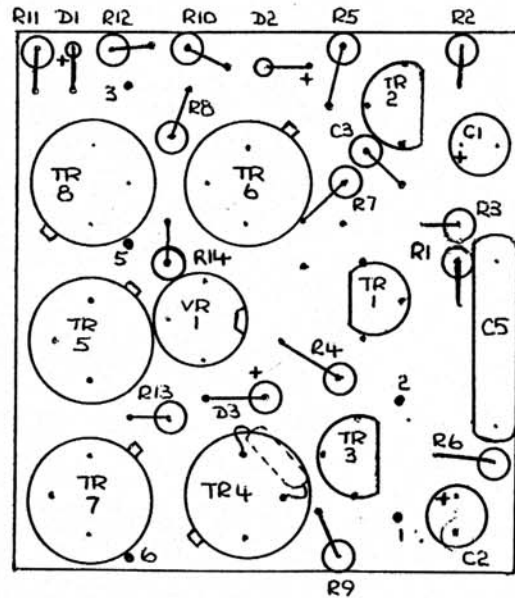 R11 D1 R12 R10 D2 R5 R2
+
+
3
TR
2
R8
C3
C1
+
TR
8
TR
6
R7
R3
5
R14
R1
TR
5
VR
1
TR
1
C5
R4
+
2
R13
D3
TR
3
R6
TR
7
TR4
+
1
6
C2
R9